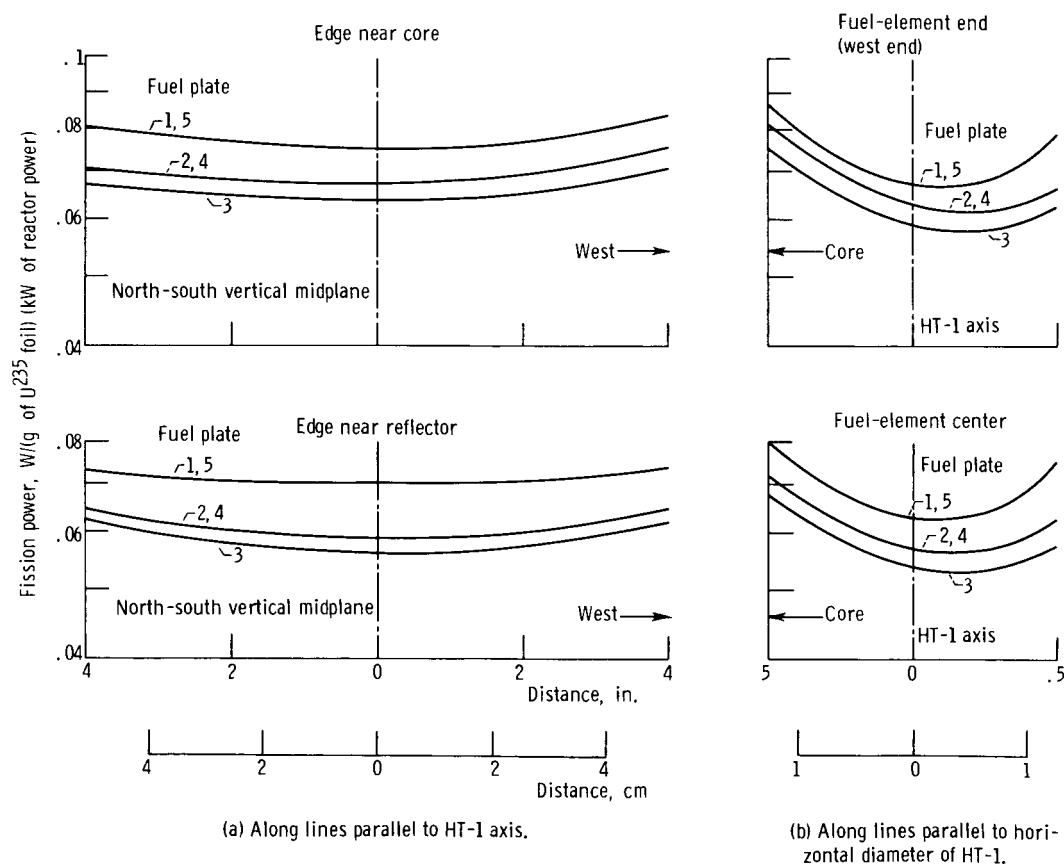 Edge near core
Fuel-element end
(west end)
.1
Fuel plate
1, 5
.08
2, 4
3
.06
West
North-south vertical midplane
.04
Fuel plate
1, 5
2, 4
3
Core
HT-1 axis
Fission power, W/(g of U235 foil) (kW of reactor power)
Edge near reflector
Fuel-element center
.08
Fuel plate
1, 5
2, 4
.06
3
North-south vertical midplane
West
.04
4 2 0 2 4
Distance, in.
Fuel plate
1, 5
2, 4
3
Core
HT-1 axis
5 0 .5
4 2 0 2 4
Distance, cm
1 0 1
(a) Along lines parallel to HT-1 axis.
(b) Along lines parallel to hori-
zontal diameter of HT-1.